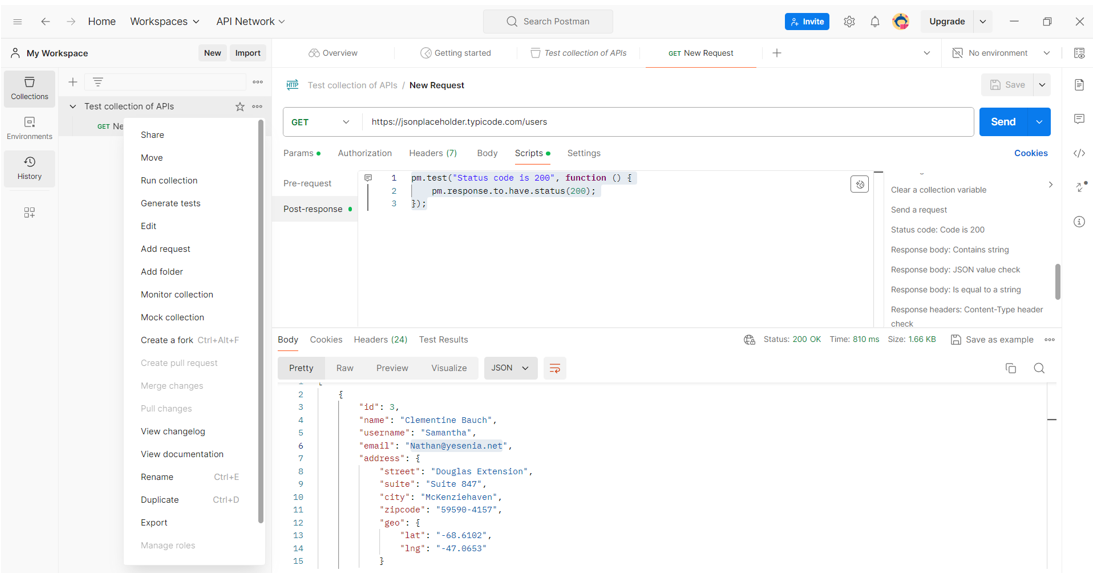 Home Workspaces API Network Search Postman Invite Upgrade
My Workspace New Import Overview Getting started Test collection of APIs GET New Request No environment
Collections
Environments
History
Test collection of APIs
GET Ne
Share
Move
Run collection
Generate tests
Edit
Add request
Add folder
Monitor collection
Mock collection
Create a fork Ctrl+Alt+F
Create pull request
Merge changes
Pull changes
View changelog
View documentation
Rename Ctrl+E
Duplicate Ctrl+D
Export
Manage roles
HTTP Test collection of APIs / New Request Save
GET https://jsonplaceholder.typicode.com/users Send
Params Authorization Headers (7) Body Scripts Settings Cookies
Pre-request
Post-response
1 pm.test("Status code is 200", function () {
2 pm.response.to.have.status(200);
3 });
Clear a collection variable
Send a request
Status code: Code is 200
Response body: Contains string
Response body: JSON value check
Response body: Is equal to a string
Response headers: Content-Type header
check
Body Cookies Headers (24) Test Results Status: 200 OK Time: 810 ms Size: 1.66 KB Save as example
Pretty Raw Preview Visualize JSON
1 [
2 {
3 "id": 3,
4 "name": "Clementine Bauch",
5 "username": "Samantha",
6 "email": "Nathan@yesenia.net",
7 "address": {
8 "street": "Douglas Extension",
9 "suite": "Suite 847",
10 "city": "McKenziehaven",
11 "zipcode": "59590-4157",
12 "geo": {
13 "lat": "-68.6102",
14 "lng": "-47.0653"
15 }